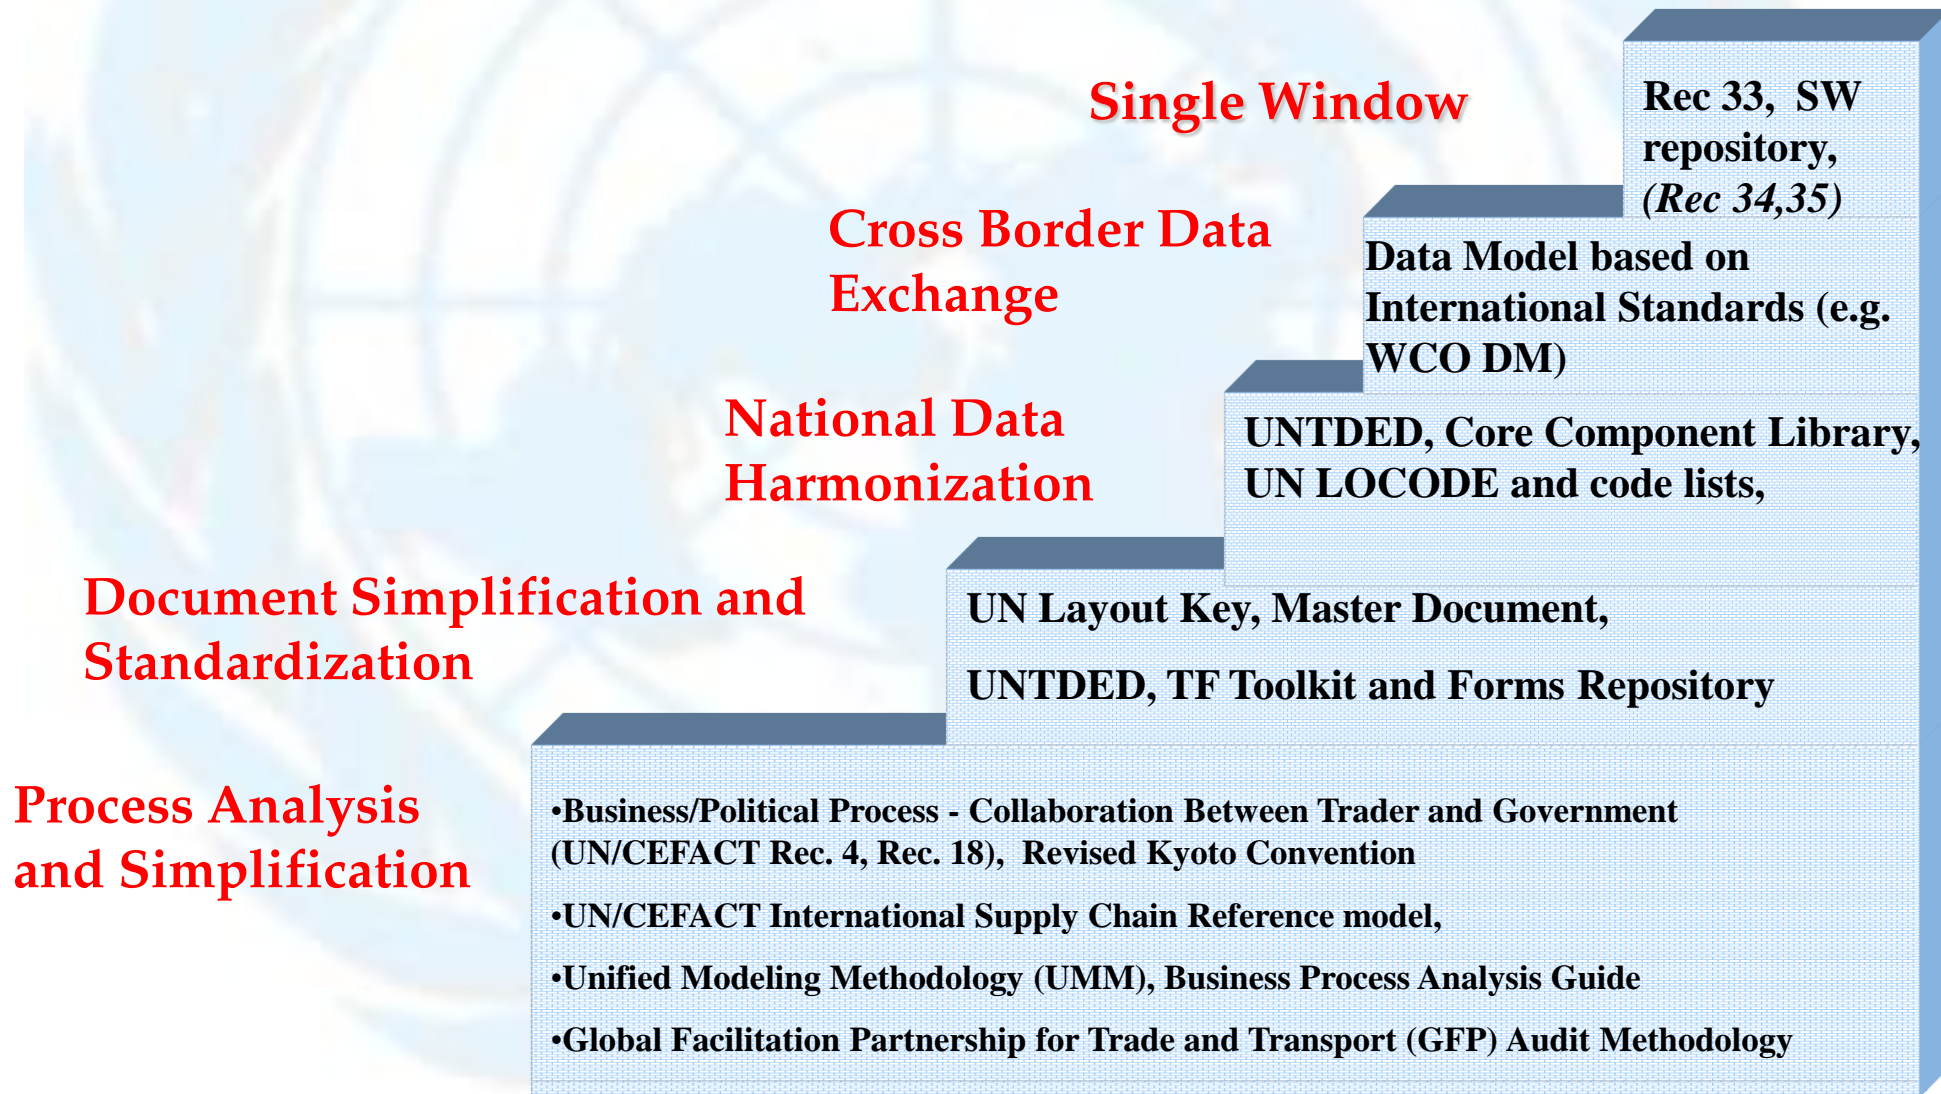 Single Window
Rec 33,  SW
repository,
(Rec 34,35)
Cross Border Data
Exchange
Data Model based on
International Standards (e.g.
WCO DM)
National Data
Harmonization
UNTDED, Core Component Library,
UN LOCODE and code lists,
Document Simplification and
Standardization
UN Layout Key, Master Document,
UNTDED, TF Toolkit and Forms Repository
Process Analysis
and Simplification
•Business/Political Process - Collaboration Between Trader and Government
(UN/CEFACT Rec. 4, Rec. 18),  Revised Kyoto Convention
•UN/CEFACT International Supply Chain Reference model,
•Unified Modeling Methodology (UMM), Business Process Analysis Guide
•Global Facilitation Partnership for Trade and Transport (GFP) Audit Methodology